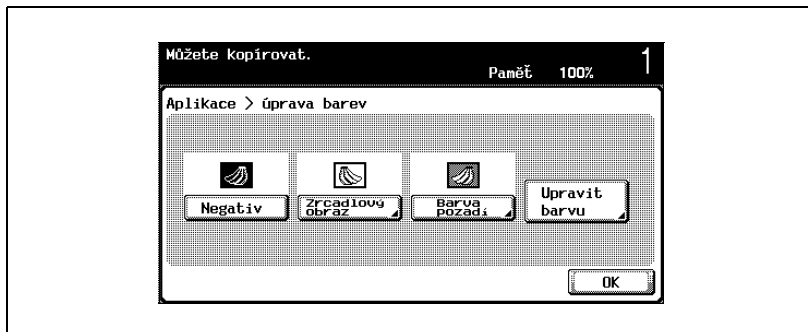 Můžete kopírovat.
1
Paměť 100%
Aplikace > úprava barev
Negativ
Zrcadlový
obraz
Barva
pozadí
Upravit
barvu
OK